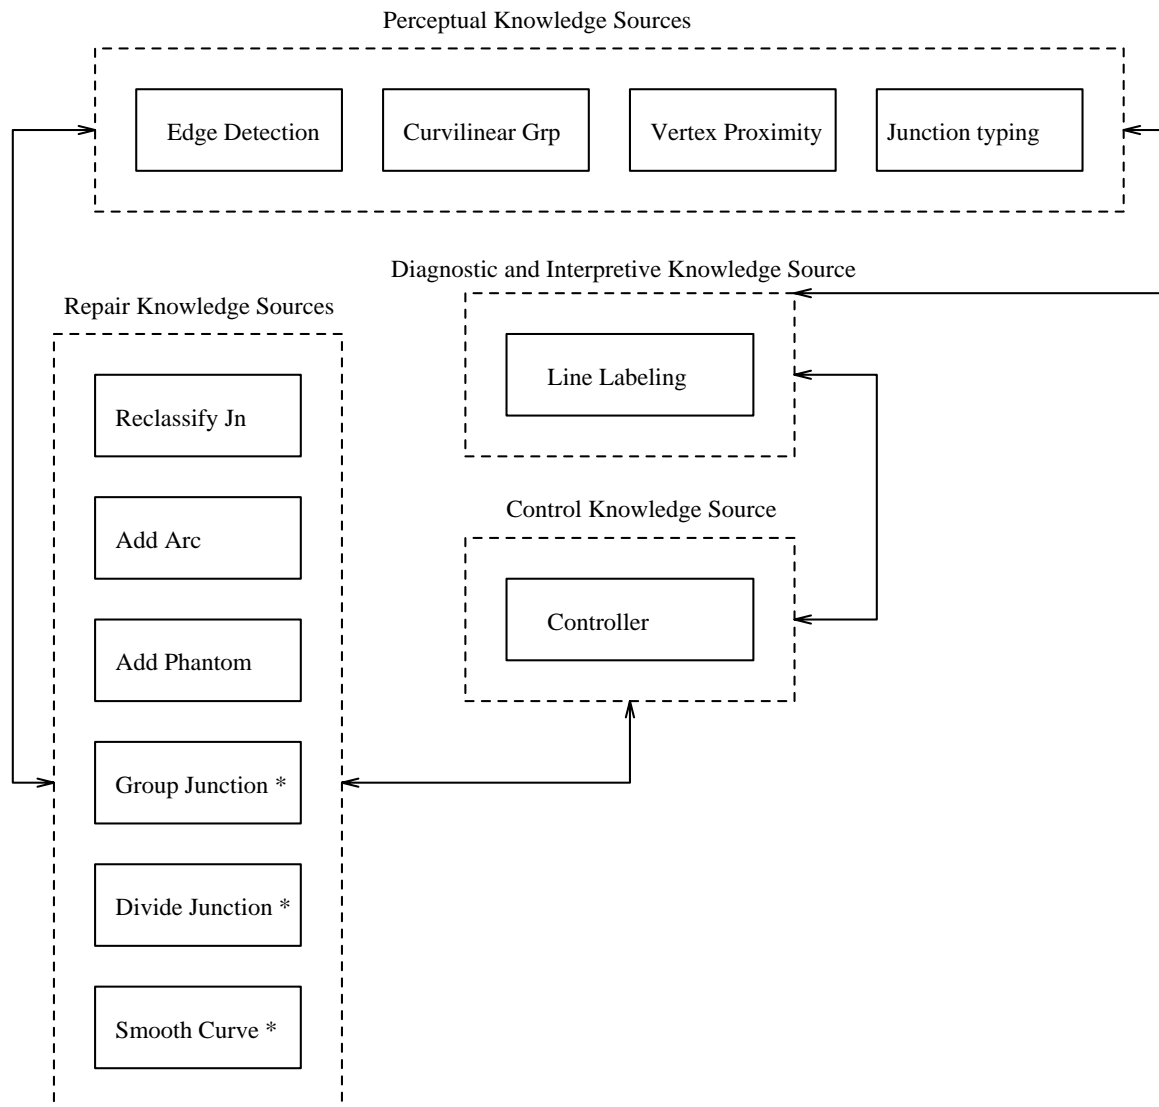 Perceptual Knowledge Sources
Edge Detection
Curvilinear Grp
Vertex Proximity
Junction typing
Diagnostic and Interpretive Knowledge Source
Line Labeling
Repair Knowledge Sources
Reclassify Jn
Add Arc
Add Phantom
Group Junction *
Divide Junction *
Smooth Curve *
Control Knowledge Source
Controller